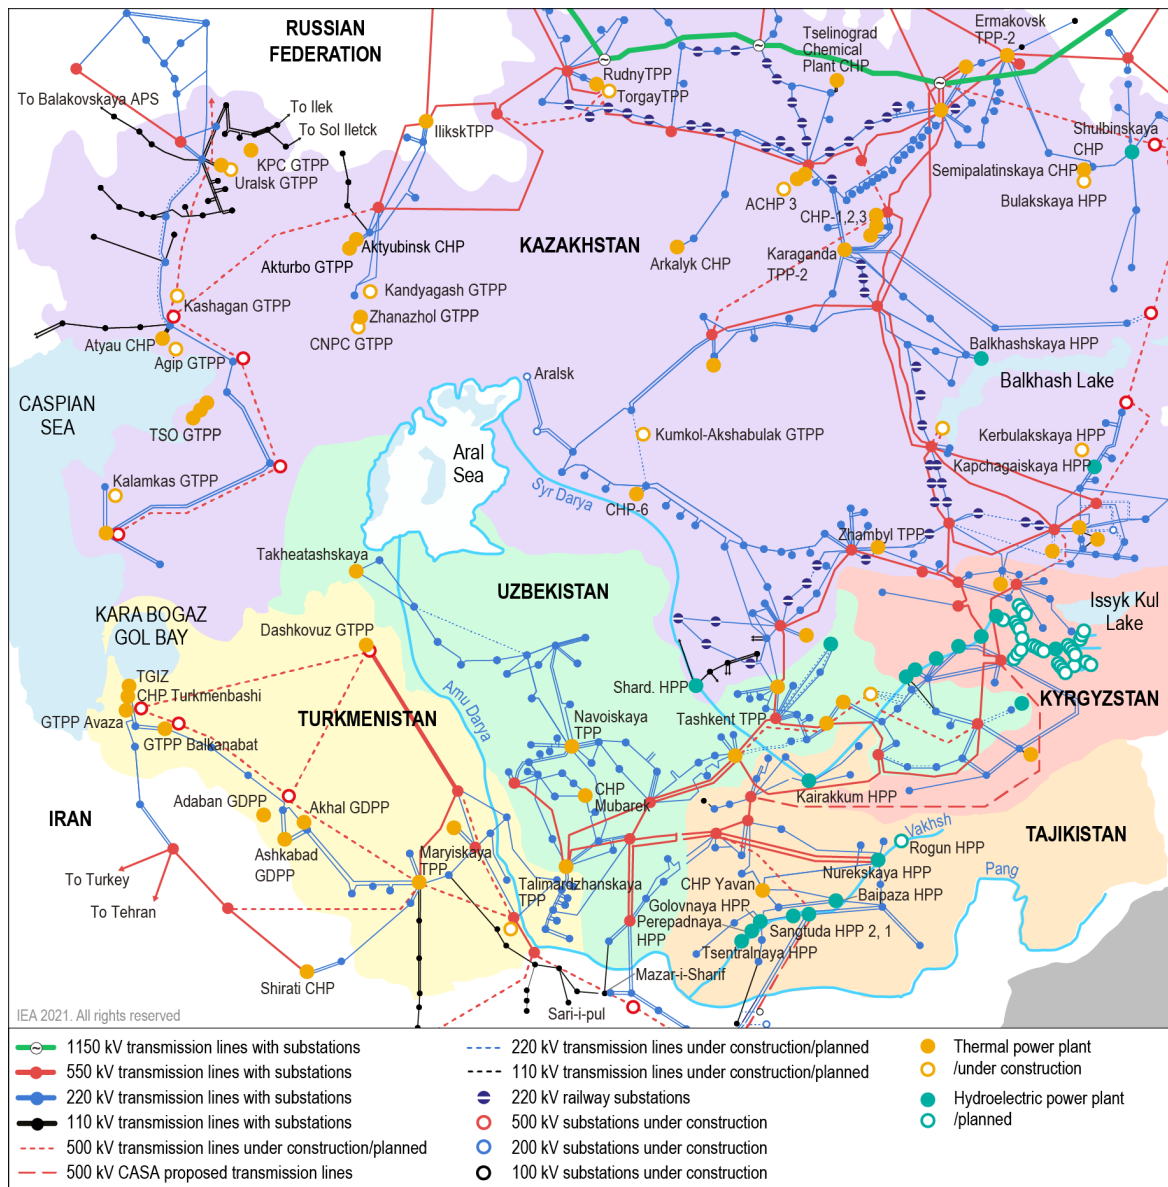 RUSSIAN
FEDERATION
Tselinograd
Chemical
Plant CHP
Ermakovsk
TPP-2
RudnyTPP
TorgayTPP
To Balakovskaya APS
To Ilek
To Sol Iletck
KPC GTPP
Uralsk GTPP
IlikskTPP
Shulbinskaya
CHP
Semipalatinskaya CHP
Bulakskaya HPP
ACHP 3
CHP-1,2,3
KAZAKHSTAN
Aktyubinsk CHP
Akturbo GTPP
Arkalyk CHP
Karaganda
TPP-2
Kandyagash GTPP
Kashagan GTPP
Zhanazhol GTPP
CNPC GTPP
Atyau CHP
Agip GTPP
Balkhashskaya HPP
Aralsk
Balkhash Lake
CASPIAN
SEA
TSO GTPP
Aral
Sea
Kumkol-Akshabulak GTPP
Kerbulakskaya HPP
Kapchagaiskaya HPP
Kalamkas GTPP
Syr Darya
CHP-6
Zhambyl TPP
Takheatashskaya
UZBEKISTAN
KARA BOGAZ
GOL BAY
Issyk Kul
Lake
Dashkovuz GTPP
TGIZ
CHP Turkmenbashi
GTPP Avaza
GTPP Balkanabat
TURKMENISTAN
Amu Darya
Shard. HPP
KYRGYZSTAN
Navoiskaya
TPP
Tashkent TPP
Adaban GDPP
Akhal GDPP
CHP
Mubarek
Kairakkum HPP
IRAN
Ashkabad
GDPP
Maryiskaya
TPP
Vakhsh
TAJIKISTAN
Rogun HPP
To Turkey
To Tehran
Talimardzhanskaya
TPP
CHP Yavan
Nurekskaya HPP
Pang
Golovnaya HPP
Baipaza HPP
Perepadnaya
HPP
Sangtuda HPP 2, 1
Tsentralnaya HPP
Shirati CHP
Mazar-i-Sharif
Sari-i-pul
IEA 2021. All rights reserved
1150 kV transmission lines with substations
550 kV transmission lines with substations
220 kV transmission lines with substations
110 kV transmission lines with substations
500 kV transmission lines under construction/planned
500 kV CASA proposed transmission lines
220 kV transmission lines under construction/planned
110 kV transmission lines under construction/planned
220 kV railway substations
500 kV substations under construction
200 kV substations under construction
100 kV substations under construction
Thermal power plant
/under construction
Hydroelectric power plant
/planned